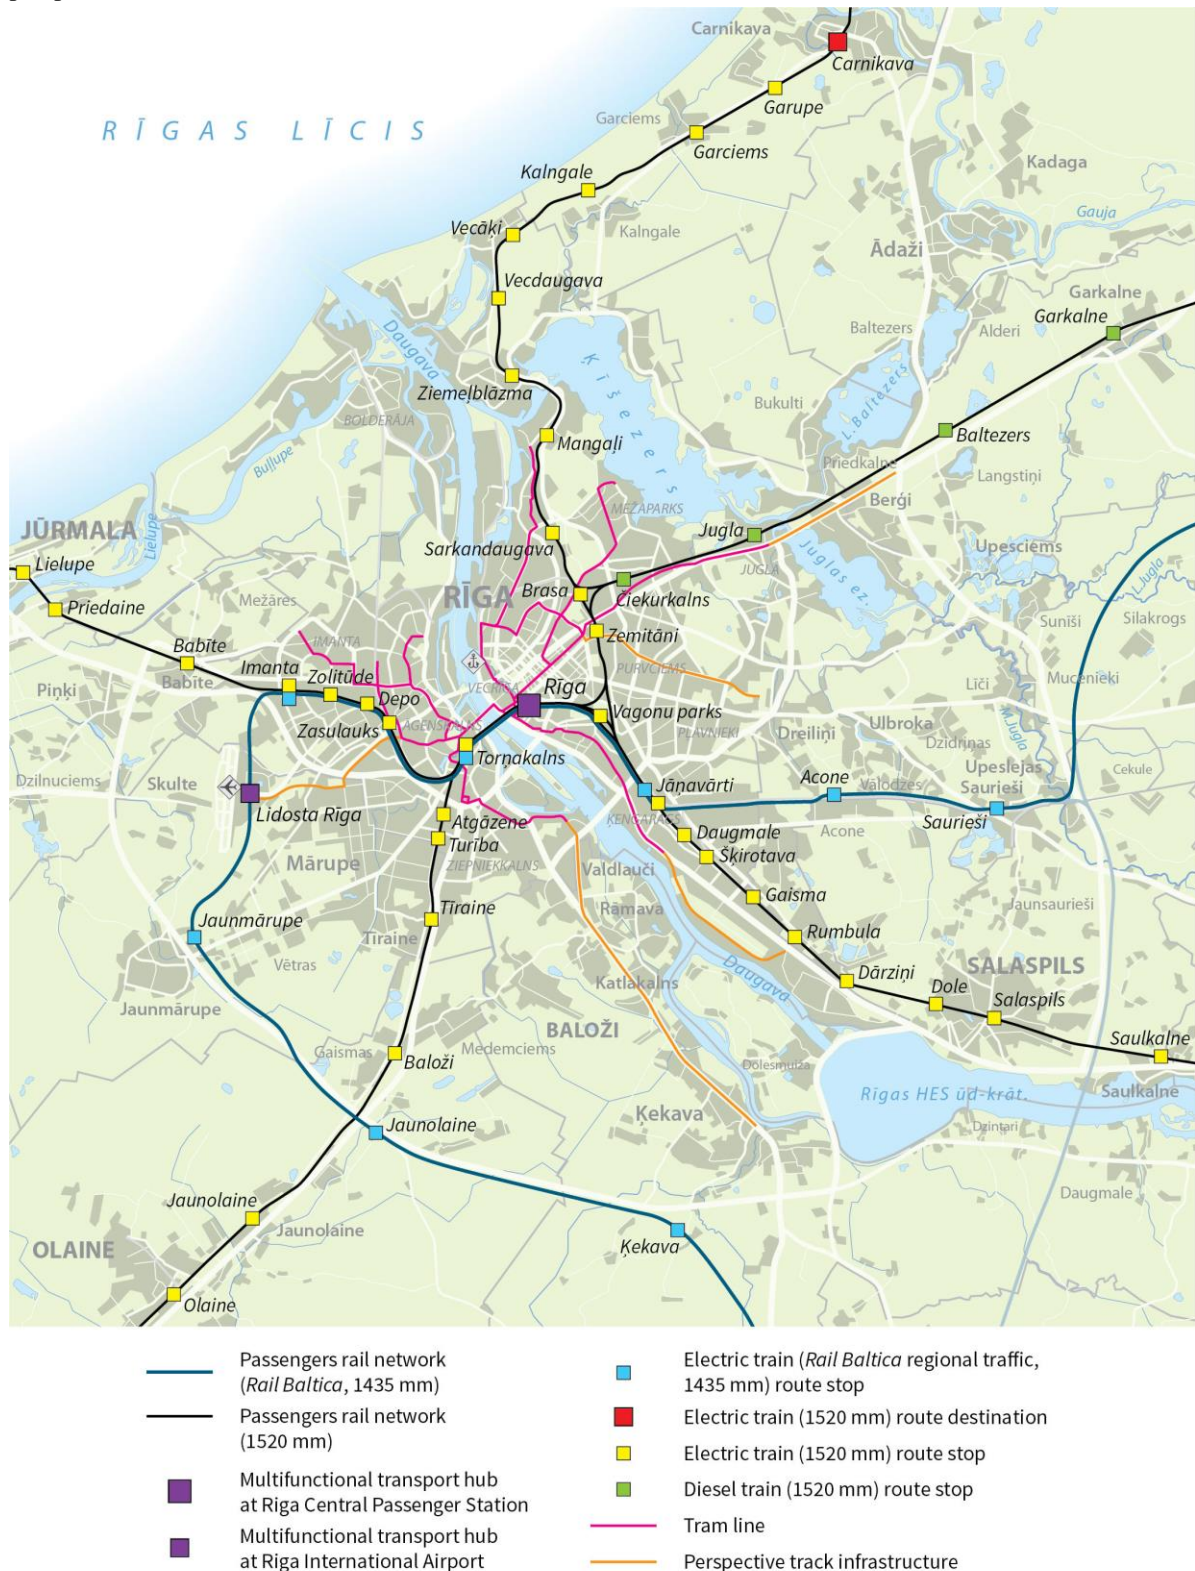 Carnikava
Carnikava
Garupe
Garciems
Garciems
RĪGAS LĪCIS
Kadaga
Kalngale
Gauja
Vecāķi
Kalngale
Ādaži
Vecdaugava
Garkalne
Garkalne
Daugava
Baltezers
Alderi
Ķīšezers
Ziemeļblāzma
L. Baltezers
Bukulti
BOLDERĀJA
Baltezers
Mangaļi
Buļļupe
Priedkalne
Langstiņi
Berģi
MEŽAPARKS
JŪRMALA
Lielupe
Jugla
Sarkandaugava
Upesciems
JUGLA
Juglas ez.
Lielupe
L. Jugla
Mežāres
RĪGA
Brasa
Čiekurkalns
Priedaine
Sunīši
Silakrogs
IMANTA
Zemitāni
Babīte
PURVCIEMS
Imanta
Zolitūde
Līči
Mucenieki
Piņķi
Babīte
VECRĪGA
Rīga
Depo
Vagonu parks
Ulbroka
M. Jugla
Zasulauks
ĀGENSKALNS
PĻAVNIEKI
Dreiliņi
Dzidriņas
Torņakalns
Dzilnuciems
Skulte
Jāņavārti
Acone
Vālodzes
Upeslejas
Saurieši
Cekule
Lidosta Rīga
Atgāzene
ĶENGARAGS
Acone
Saurieši
Turība
Daugmale
Mārupe
ZIEPNIEKKALNS
Valdlauči
Šķirotava
Gaisma
Jaunsaurieši
Jaunmārupe
Tīraine
Rāmava
Rumbula
Tīraine
Vētras
Daugava
SALASPILS
Katlakalns
Dārziņi
Dole
Salaspils
Jaunmārupe
BALOŽI
Gaismas
Medemciems
Baloži
Saulkalne
Dolesmuiža
Rīgas HES ūd-krāt.
Saulkalne
Ķekava
Jaunolaine
Dzintari
Jaunolaine
Daugmale
Jaunolaine
OLAINE
Ķekava
Olaine
Passengers rail network
(Rail Baltica, 1435 mm)
Passengers rail network
(1520 mm)
Multifunctional transport hub
at Riga Central Passenger Station
Multifunctional transport hub
at Riga International Airport
Electric train (Rail Baltica regional traffic,
1435 mm) route stop
Electric train (1520 mm) route destination
Electric train (1520 mm) route stop
Diesel train (1520 mm) route stop
Tram line
Perspective track infrastructure